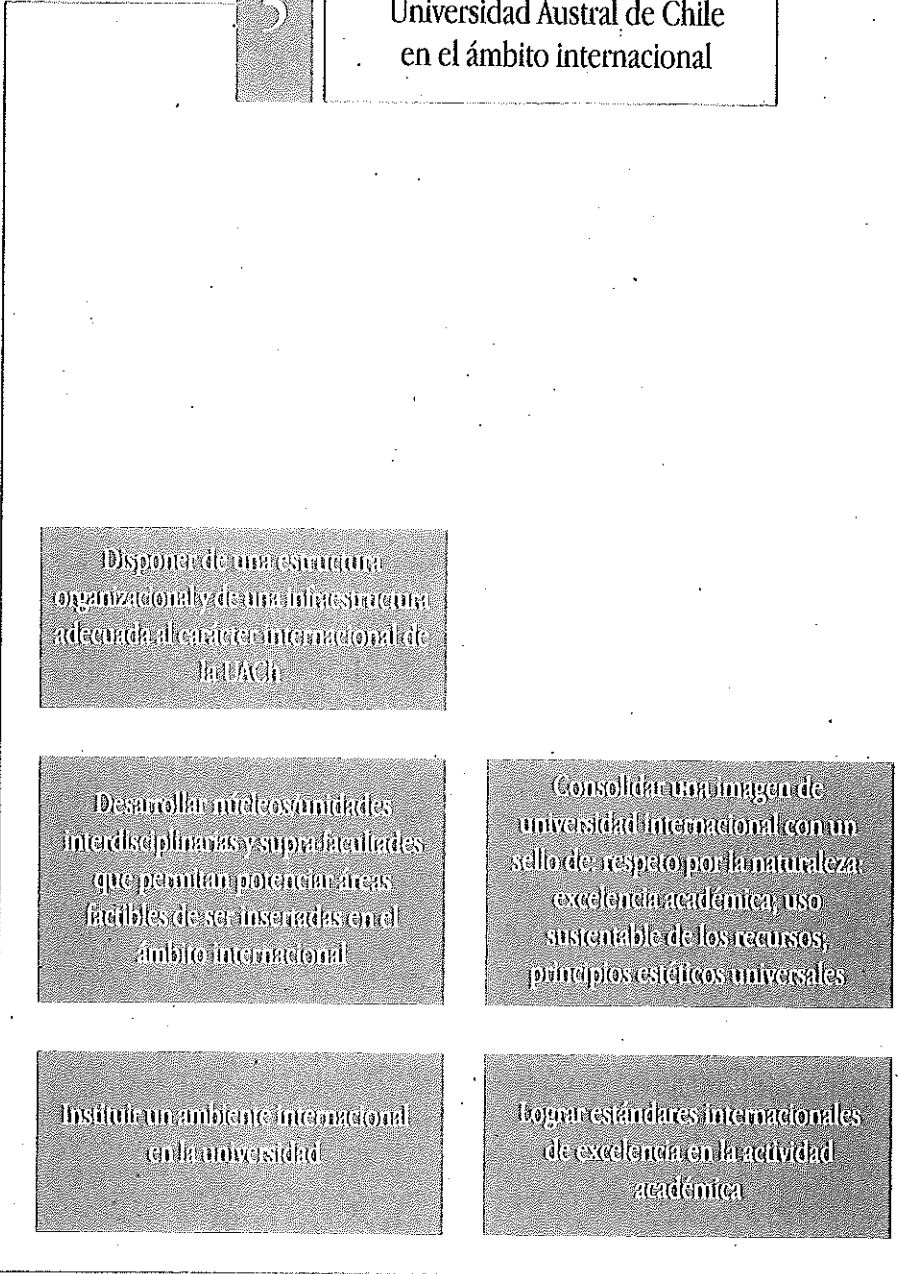 5
Universidad Austral de Chile
en el ámbito internacional
Disponer de una estructura
organizacional y de una infraestructura
adecuada al carácter internacional de
la UACh
Desarrollar núcleos/unidades
interdisciplinarias y supra facultades
que permitan potenciar áreas
factibles de ser insertadas en el
ámbito internacional
Consolidar una imagen de
universidad internacional con un
sello de: respeto por la naturaleza;
excelencia académica; uso
sustentable de los recursos;
principios estéticos universales
Instituir un ambiente internacional
en la universidad
Lograr estándares internacionales
de excelencia en la actividad
académica